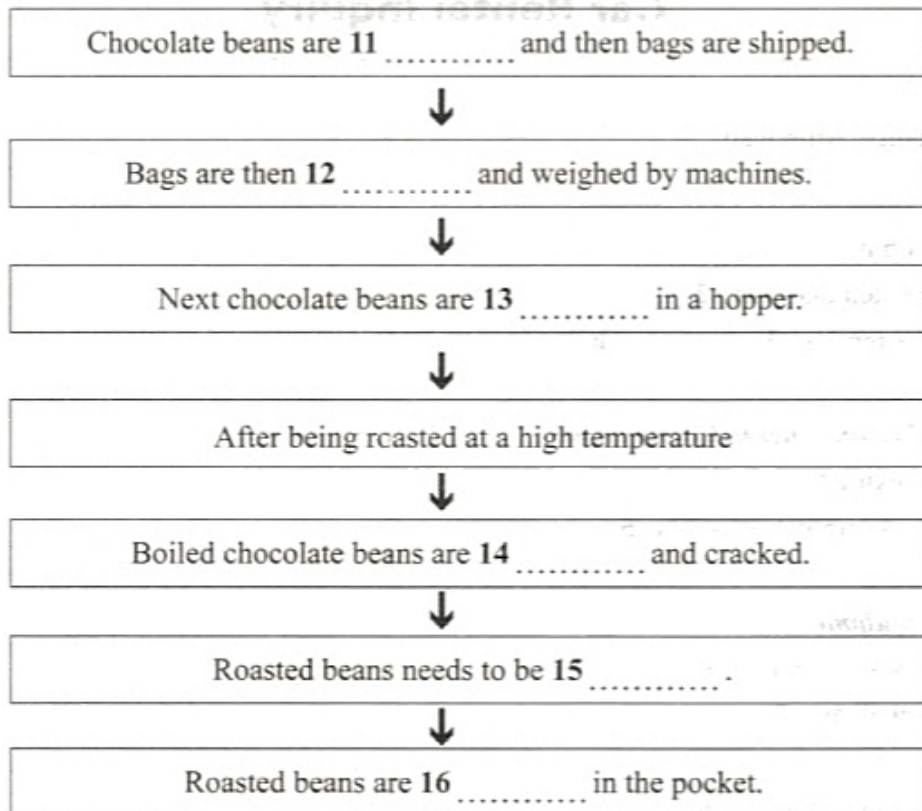 Chocolate beans are 11 ............ and then bags are shipped.
Bags are then 12 ............ and weighed by machines.
Next chocolate beans are 13 ............ in a hopper.
After being rcasted at a high temperature
Boiled chocolate beans are 14 ............ and cracked.
Roasted beans needs to be 15 ............ .
Roasted beans are 16 ............ in the pocket.